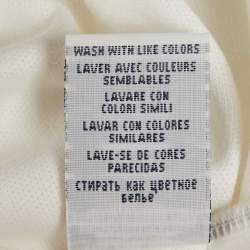 WASH WITH LIKE COLORS
LAVER AVEC COULEURS
SEMBLABLES
LAVARE CON
COLORI SIMILI
LAVAR CON COLORES
SIMILARES
LAVE-SE DE CORES
PARECIDAS
СТИРАТЬ КАК ЦВЕТНОЕ
БЕЛЬЕ